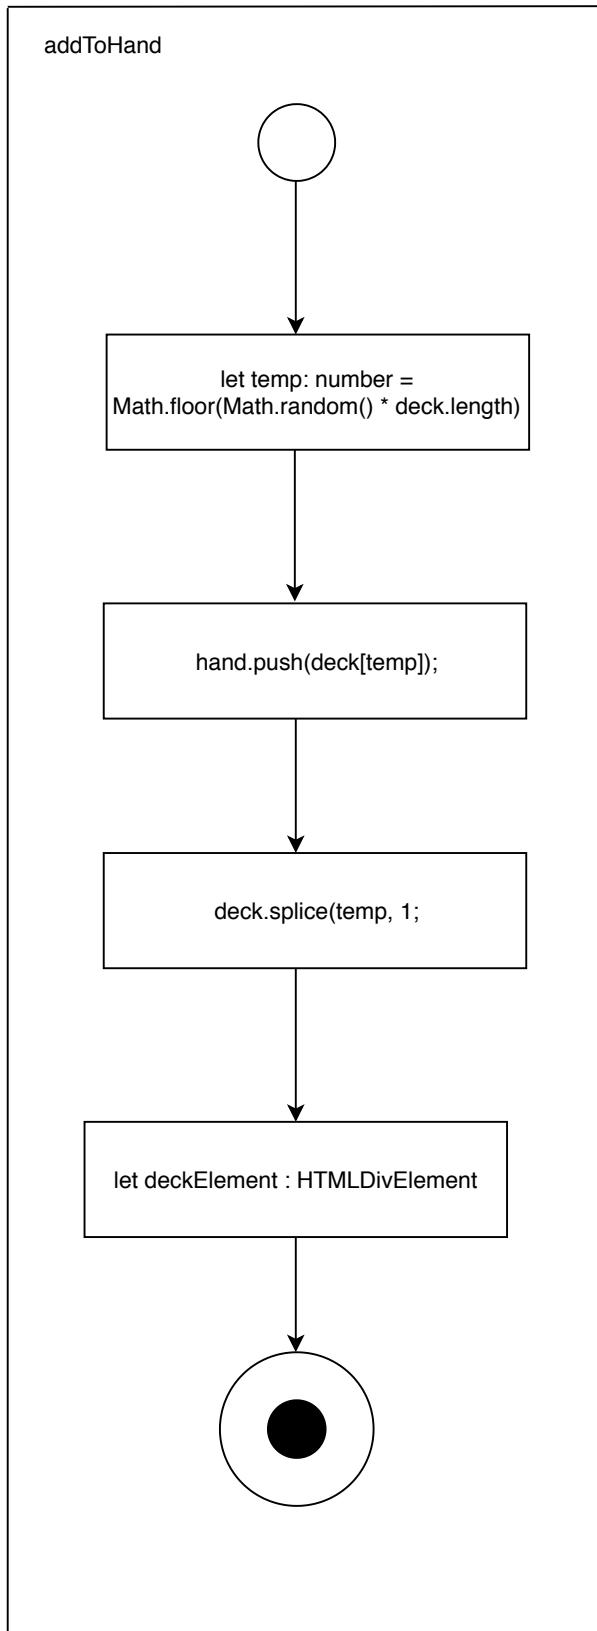 addToHand
let temp: number =
Math.floor(Math.random() * deck.length)
hand.push(deck[temp]);
deck.splice(temp, 1;
let deckElement : HTMLDivElement